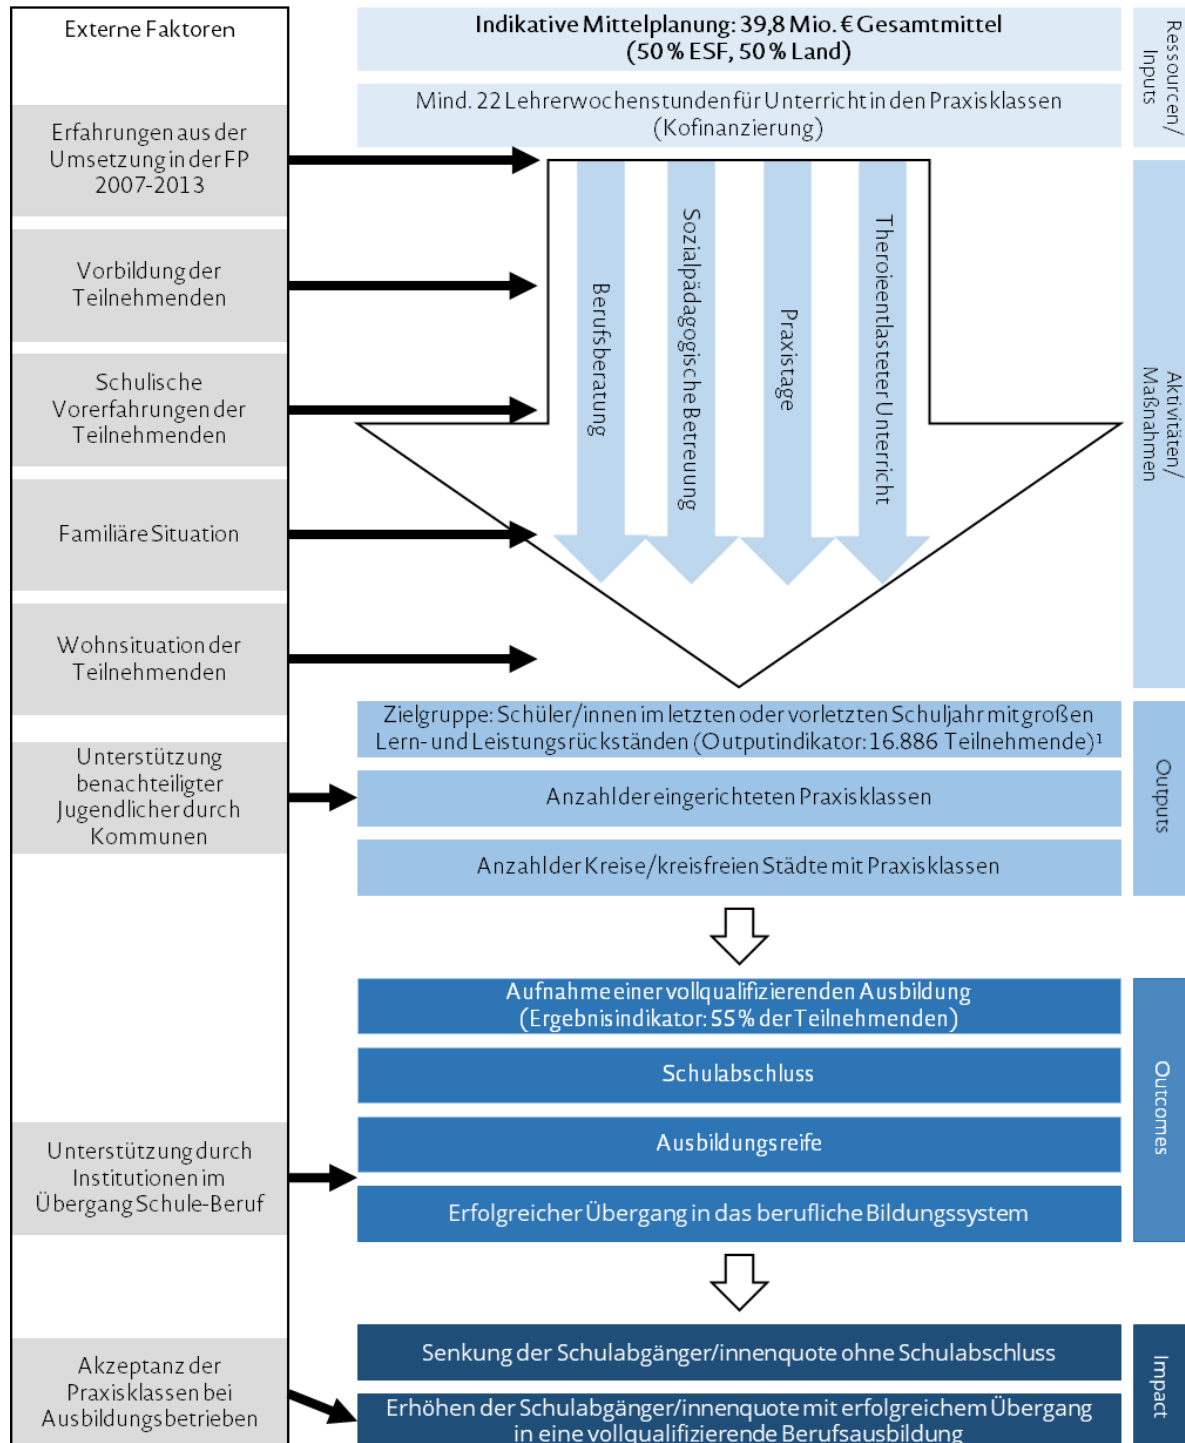 Externe Faktoren
Erfahrungen aus der
Umsetzung in der FP
2007-2013
Vorbildung der
Teilnehmenden
Schulische
Vorerfahrungen der
Teilnehmenden
Familiäre Situation
Wohnsituation der
Teilnehmenden
Unterstützung
benachteiligter
Jugendlicher durch
Kommunen
Unterstützung durch
Institutionen im
Übergang Schule-Beruf
Akzeptanz der
Praxisklassen bei
Ausbildungsbetrieben
Indikative Mittelplanung: 39,8 Mio. € Gesamtmittel
(50 % ESF, 50 % Land)
Mind. 22 Lehrerwochenstunden für Unterricht in den Praxisklassen
(Kofinanzierung)
Berufsberatung
Sozialpädagogische Betreuung
Praxistage
Theroieentlasteter Unterricht
Zielgruppe: Schüler/innen im letzten oder vorletzten Schuljahr mit großen
Lern- und Leistungsrückständen (Outputindikator: 16.886 Teilnehmende)¹
Anzahl der eingerichteten Praxisklassen
Anzahl der Kreise/kreisfreien Städte mit Praxisklassen
Aufnahme einer vollqualifizierenden Ausbildung
(Ergebnisindikator: 55% der Teilnehmenden)
Schulabschluss
Ausbildungsreife
Erfolgreicher Übergang in das berufliche Bildungssystem
Senkung der Schulabgänger/innenquote ohne Schulabschluss
Erhöhen der Schulabgänger/innenquote mit erfolgreichem Übergang
in eine vollqualifizierende Berufsausbildung
Ressourcen/
Inputs
Aktivitäten/
Maßnahmen
Outputs
Outcomes
Impact